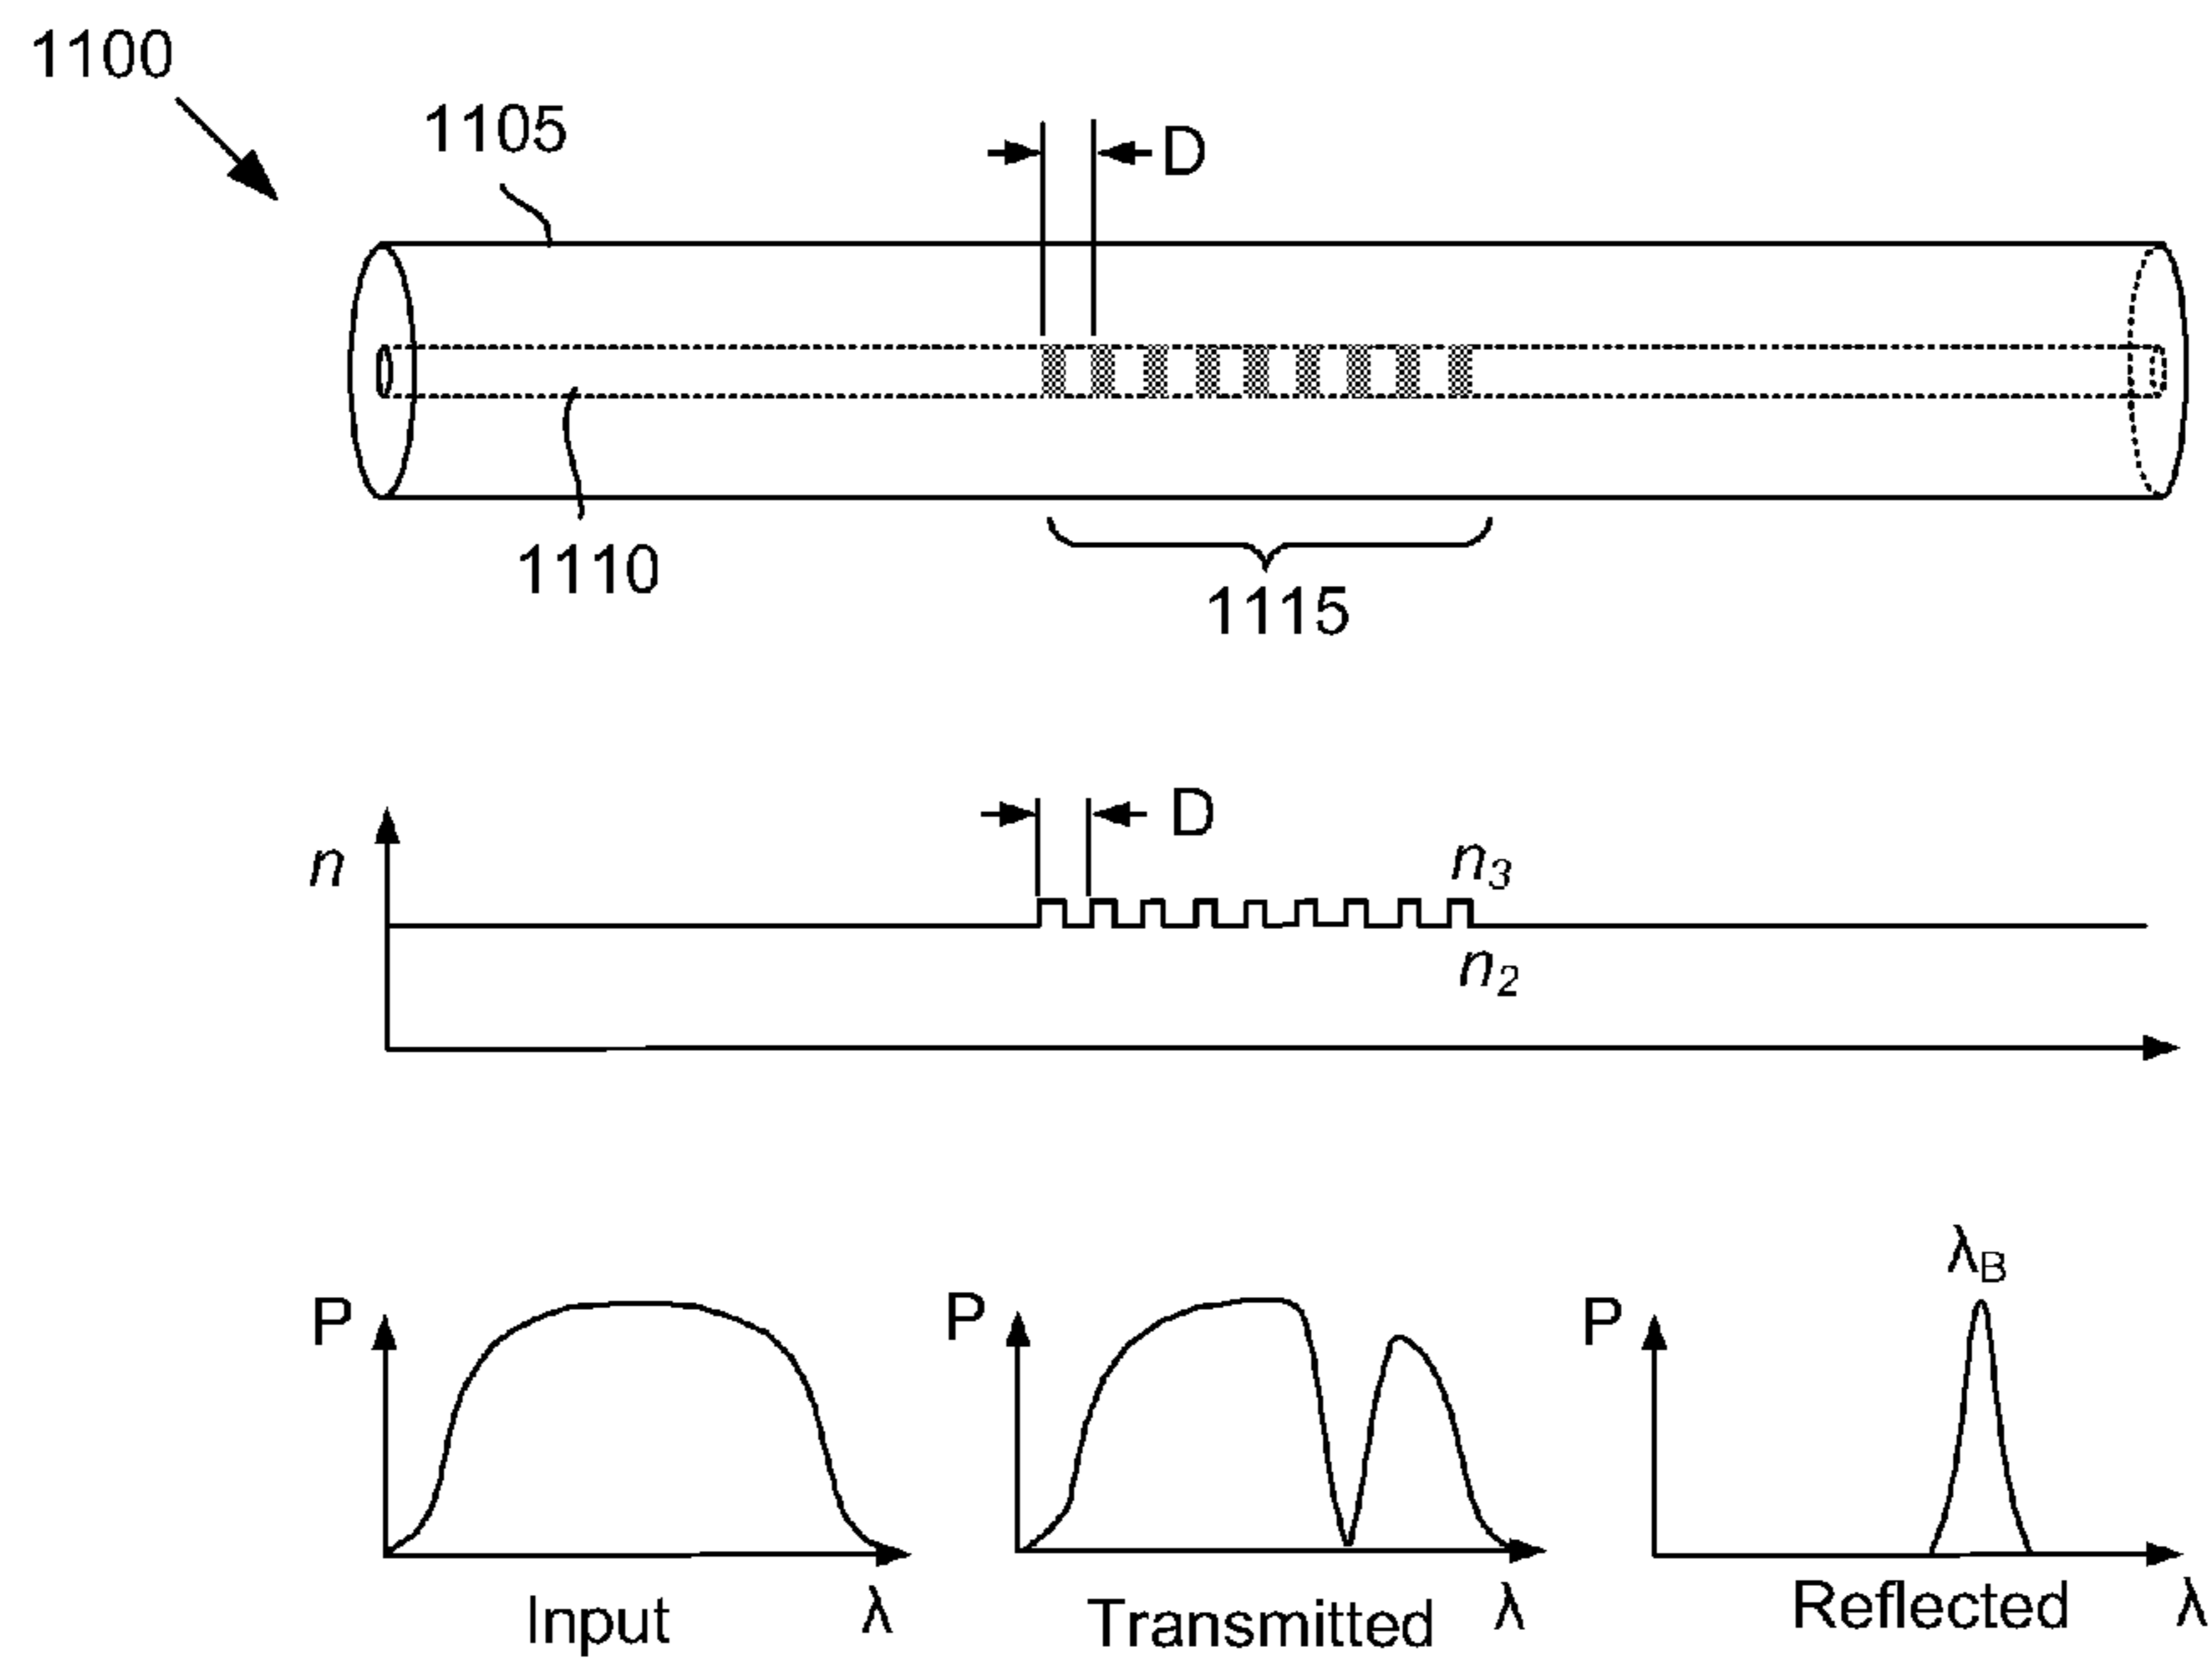 1100
1105
D
1110
1115
D
n
n3
n2
λB
P
P
P
λ
λ
λ
Input
Transmitted
Reflected